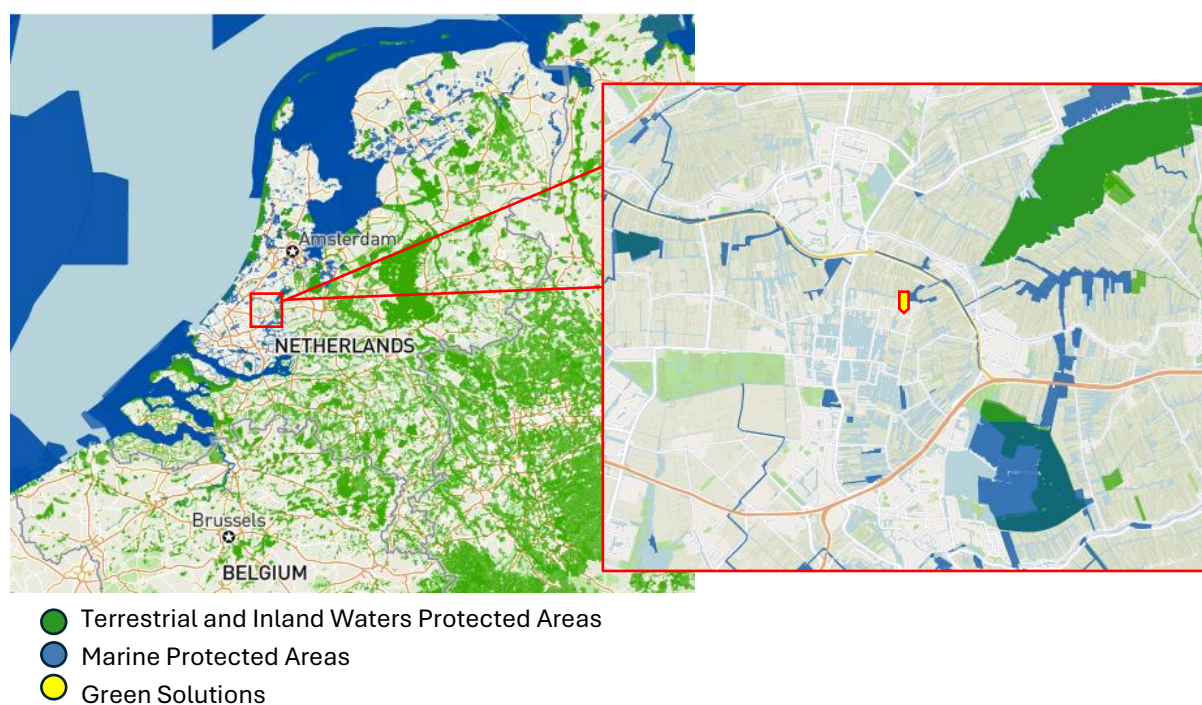 Amsterdam
NETHERLANDS
Brussels
BELGIUM
Terrestrial and Inland Waters Protected Areas
Marine Protected Areas
Green Solutions